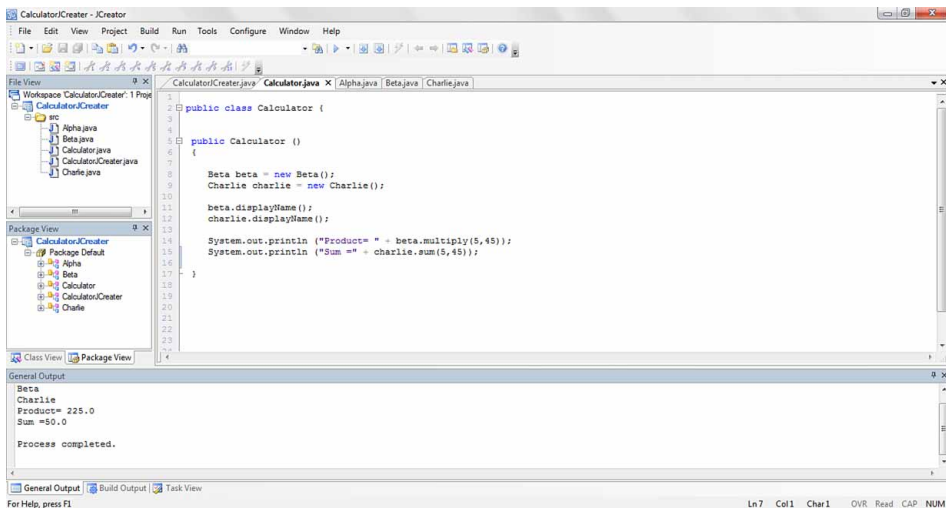 CalculatorJCreater - JCreator
File Edit View Project Build Run Tools Configure Window Help
File View
CalculatorJCreater.java Calculator.java Alpha.java Beta.java Charlie.java
Workspace 'CalculatorJCreater': 1 Proje
CalculatorJCreater
src
Alpha.java
Beta.java
Calculator.java
CalculatorJCreater.java
Charlie.java
Package View
CalculatorJCreater
Package Default
Alpha
Beta
Calculator
CalculatorJCreater
Charlie
Class View Package View
1
2 public class Calculator {
3
4
5 public Calculator ()
6 {
7
8 Beta beta = new Beta();
9 Charlie charlie = new Charlie();
10
11 beta.displayName();
12 charlie.displayName();
13
14 System.out.println ("Product= " + beta.multiply(5,45));
15 System.out.println ("Sum =" + charlie.sum(5,45));
16
17 }
18
19
20
21
22
23
General Output
Beta
Charlie
Product= 225.0
Sum =50.0
Process completed.
General Output Build Output Task View
For Help, press F1 Ln 7 Col 1 Char 1 OVR Read CAP NUM